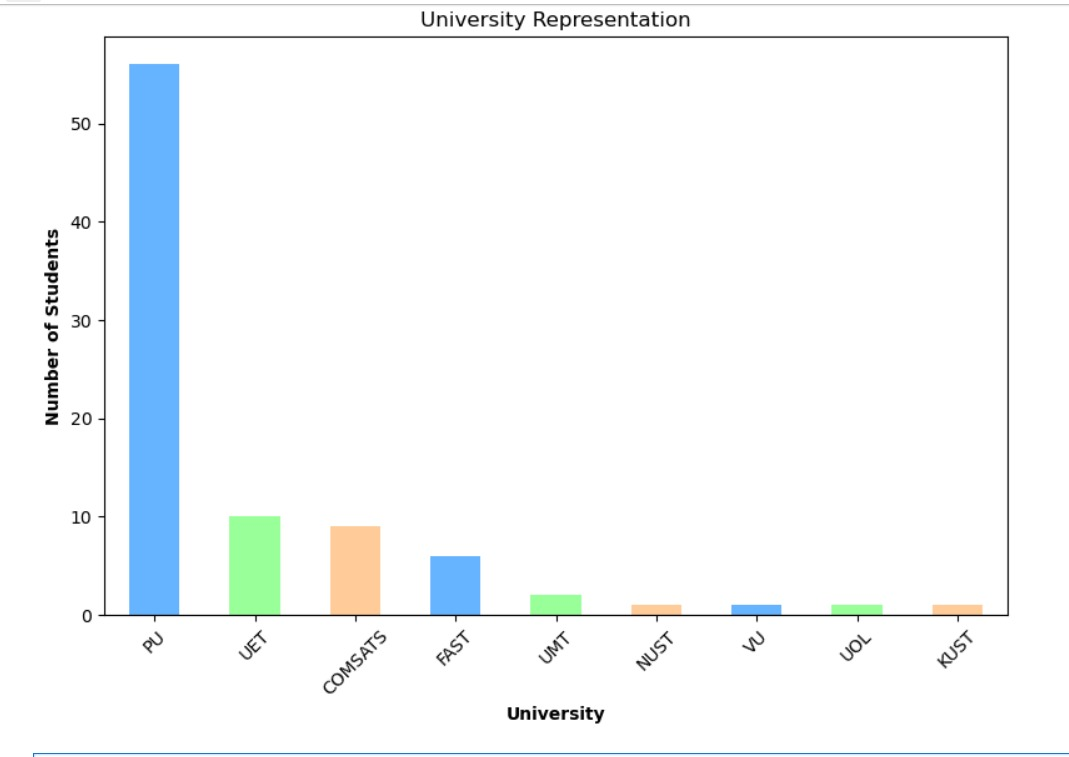 University Representation
50
40
30
20
10
0
Number of Students
PU
UET
COMSATS
FAST
UMT
NUST
VU
UOL
KUST
University